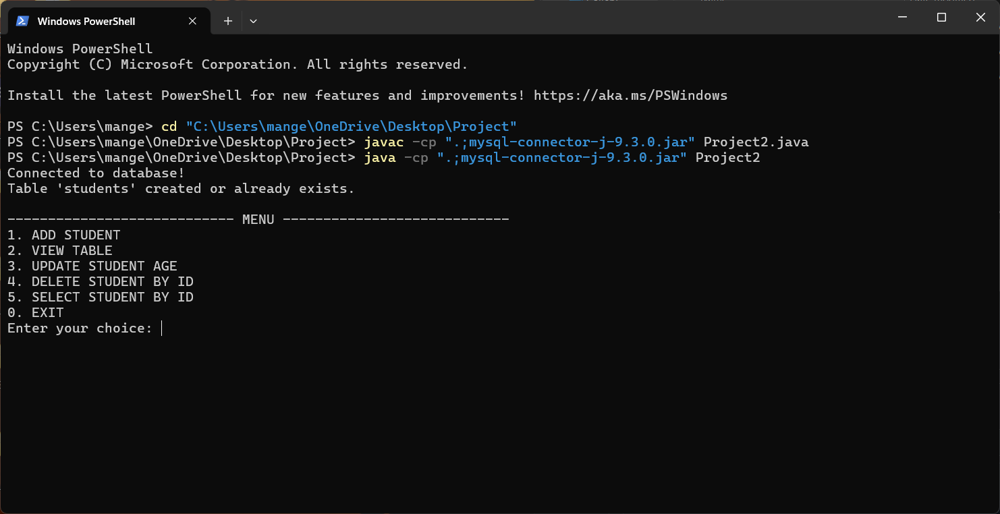 Windows PowerShell
Windows PowerShell
Copyright (C) Microsoft Corporation. All rights reserved.
Install the latest PowerShell for new features and improvements! https://aka.ms/PSWindows
PS C:\Users\mange> cd "C:\Users\mange\OneDrive\Desktop\Project"
PS C:\Users\mange\OneDrive\Desktop\Project> javac -cp ".;mysql-connector-j-9.3.0.jar" Project2.java
PS C:\Users\mange\OneDrive\Desktop\Project> java -cp ".;mysql-connector-j-9.3.0.jar" Project2
Connected to database!
Table 'students' created or already exists.
---------------------------- MENU ----------------------------
1. ADD STUDENT
2. VIEW TABLE
3. UPDATE STUDENT AGE
4. DELETE STUDENT BY ID
5. SELECT STUDENT BY ID
0. EXIT
Enter your choice: